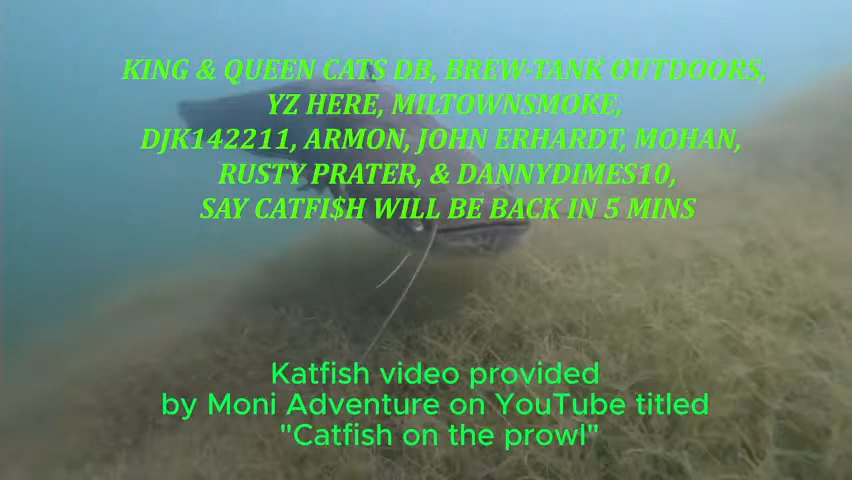 KING & QUEEN CATS DB, BREW-TANK OUTDOORS,
YZ HERE, MILTOWNSMOKE,
DJK142211, ARMON, JOHN ERHARDT, MOHAN,
RUSTY PRATER, & DANNYDIMES10,
SAY CATFI$H WILL BE BACK IN 5 MINS
Katfish video provided
by Moni Adventure on YouTube titled
"Catfish on the prowl"